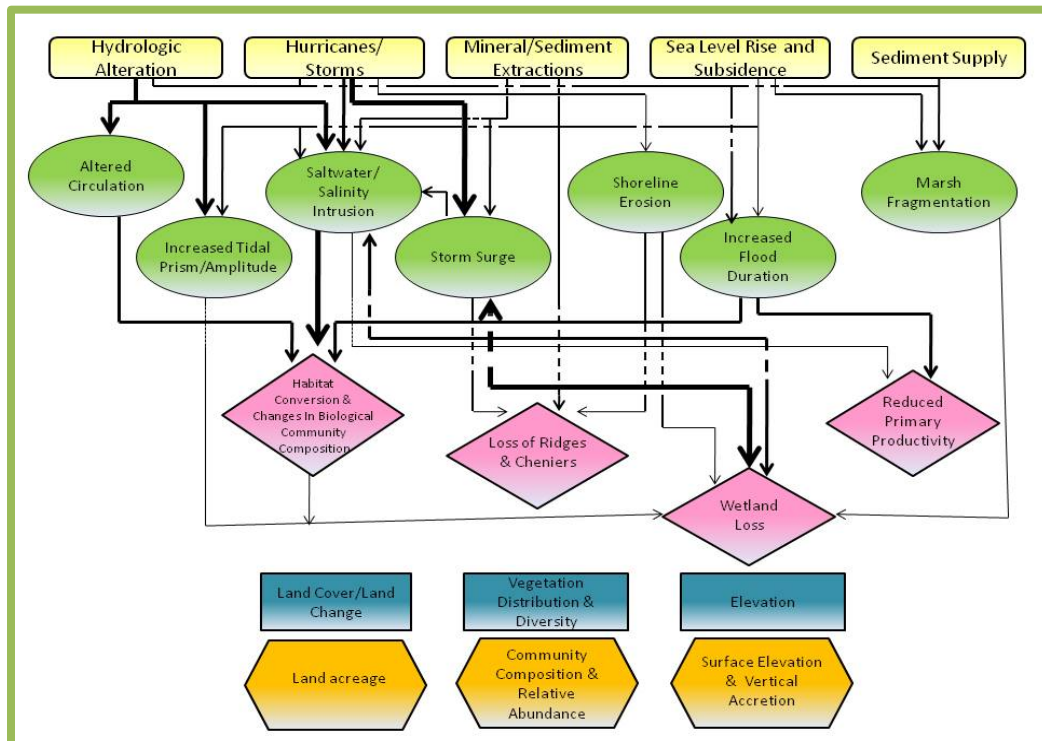 Hydrologic
Alteration
Hurricanes/
Storms
Mineral/Sediment
Extractions
Sea Level Rise and
Subsidence
Sediment Supply
Altered
Circulation
Saltwater/
Salinity
Intrusion
Shoreline
Erosion
Marsh
Fragmentation
Increased Tidal
Prism/Amplitude
Storm Surge
Increased
Flood
Duration
Habitat
Conversion &
Changes In Biological
Community
Composition
Loss of Ridges
& Cheniers
Reduced
Primary
Productivity
Wetland
Loss
Land Cover/Land
Change
Vegetation
Distribution &
Diversity
Elevation
Land acreage
Community
Composition &
Relative
Abundance
Surface Elevation
& Vertical
Accretion